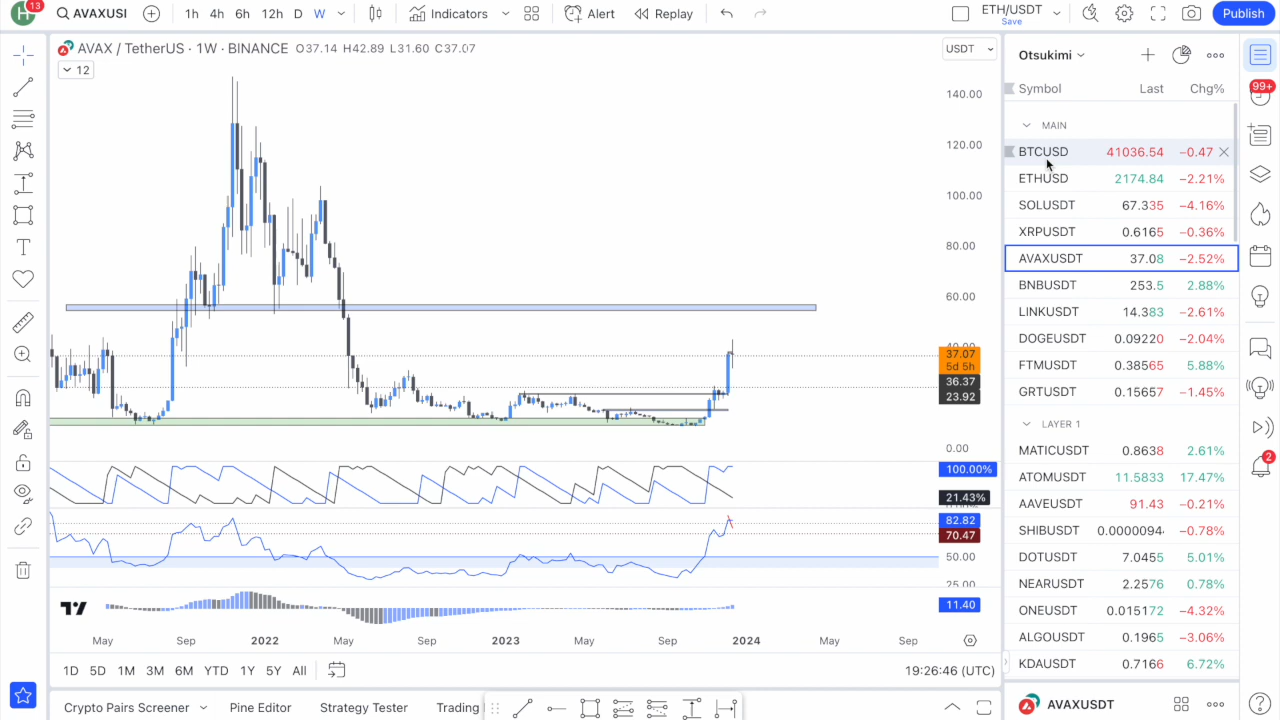 H 13 AVAXUSI 1h 4h 6h 12h D W Indicators Alert Replay ETH/USDT Save Publish
AVAX / TetherUS · 1W · BINANCE O37.14 H42.89 L31.60 C37.07 USDT
12
Otsukimi
Symbol Last Chg%
MAIN
BTCUSD 41036.54 −0.47
ETHUSD 2174.84 −2.21%
SOLUSDT 67.335 −4.16%
XRPUSDT 0.6165 −0.36%
AVAXUSDT 37.08 −2.52%
BNBUSDT 253.5 2.88%
LINKUSDT 14.383 −2.61%
DOGEUSDT 0.09220 −2.04%
FTMUSDT 0.38565 5.88%
GRTUSDT 0.15657 −1.45%
LAYER 1
MATICUSDT 0.8638 2.61%
ATOMUSDT 11.5833 17.47%
AAVEUSDT 91.43 −0.21%
SHIBUSDT 0.0000094 −0.78%
DOTUSDT 7.0455 5.01%
NEARUSDT 2.2576 0.78%
ONEUSDT 0.015172 −4.32%
ALGOUSDT 0.1965 −3.06%
KDAUSDT 0.7166 6.72%
AVAXUSDT
99+
2
140.00
120.00
100.00
80.00
60.00
40.00
37.07
5d 5h
36.37
23.92
0.00
100.00%
21.43%
82.82
70.47
50.00
25.00
11.40
May Sep 2022 May Sep 2023 May Sep 2024 May Sep
1D 5D 1M 3M 6M YTD 1Y 5Y All 19:26:46 (UTC)
Crypto Pairs Screener Pine Editor Strategy Tester Trading